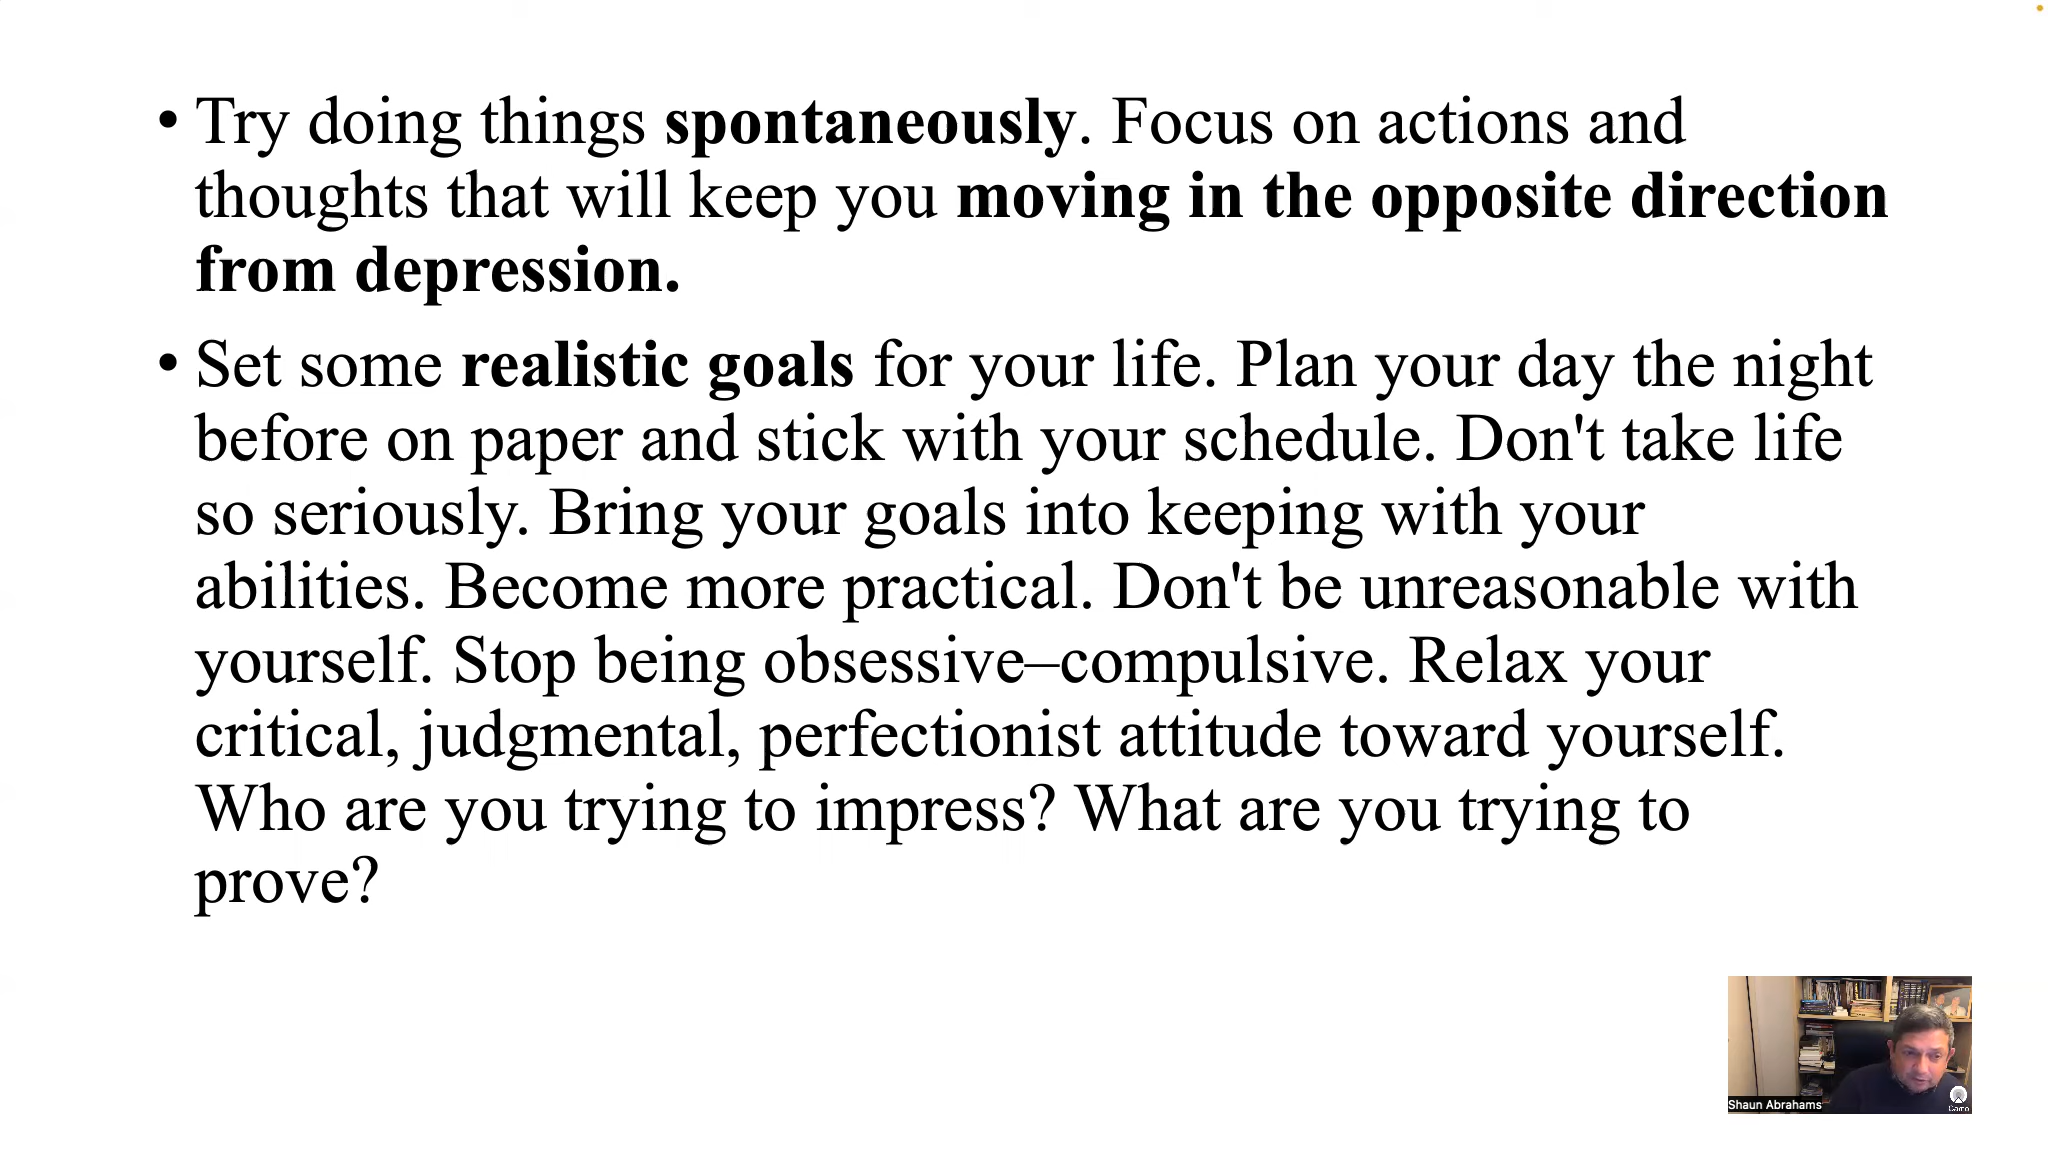 • Try doing things spontaneously. Focus on actions and
thoughts that will keep you moving in the opposite direction
from depression.
• Set some realistic goals for your life. Plan your day the night
before on paper and stick with your schedule. Don't take life
so seriously. Bring your goals into keeping with your
abilities. Become more practical. Don't be unreasonable with
yourself. Stop being obsessive–compulsive. Relax your
critical, judgmental, perfectionist attitude toward yourself.
Who are you trying to impress? What are you trying to
prove?
Shaun Abrahams
Camo